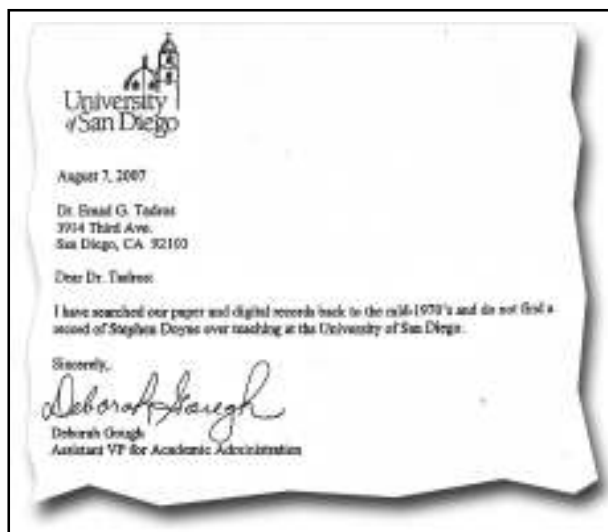 University
of San Diego
August 7, 2007
Dr. Emad G. Tadros
3914 Third Ave.
San Diego, CA 92103
Dear Dr. Tadros:
I have searched our paper and digital records back to the mid-1970's and do not find a
record of Stephen Doyne ever teaching at the University of San Diego.
Sincerely,
Deborah Gough
Deborah Gough
Assistant VP for Academic Administration